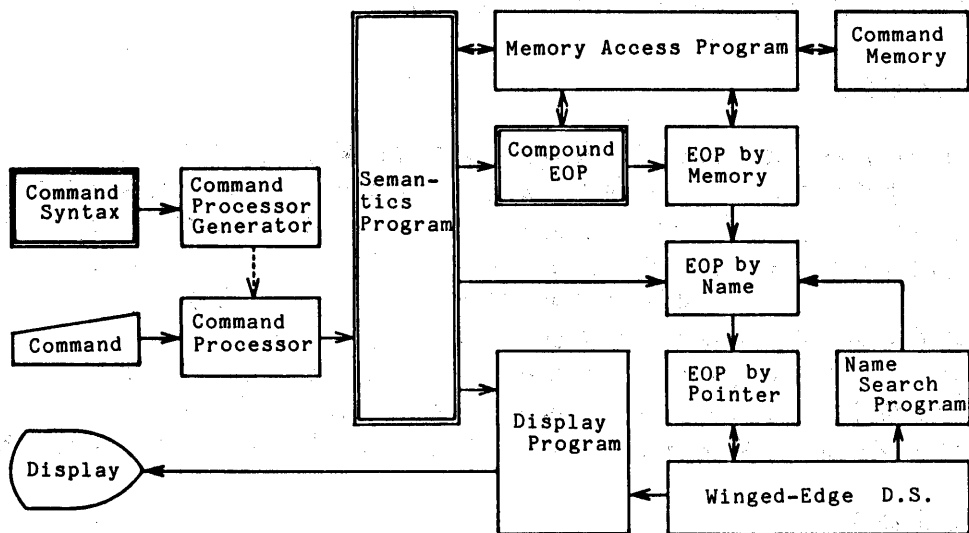 Memory Access Program
Command
Memory
Compound
EOP
EOP by
Memory
Seman-
tics
Program
Command
Syntax
Command
Processor
Generator
EOP by
Name
Command
Command
Processor
EOP by
Pointer
Name
Search
Program
Display
Program
Display
Winged-Edge D.S.